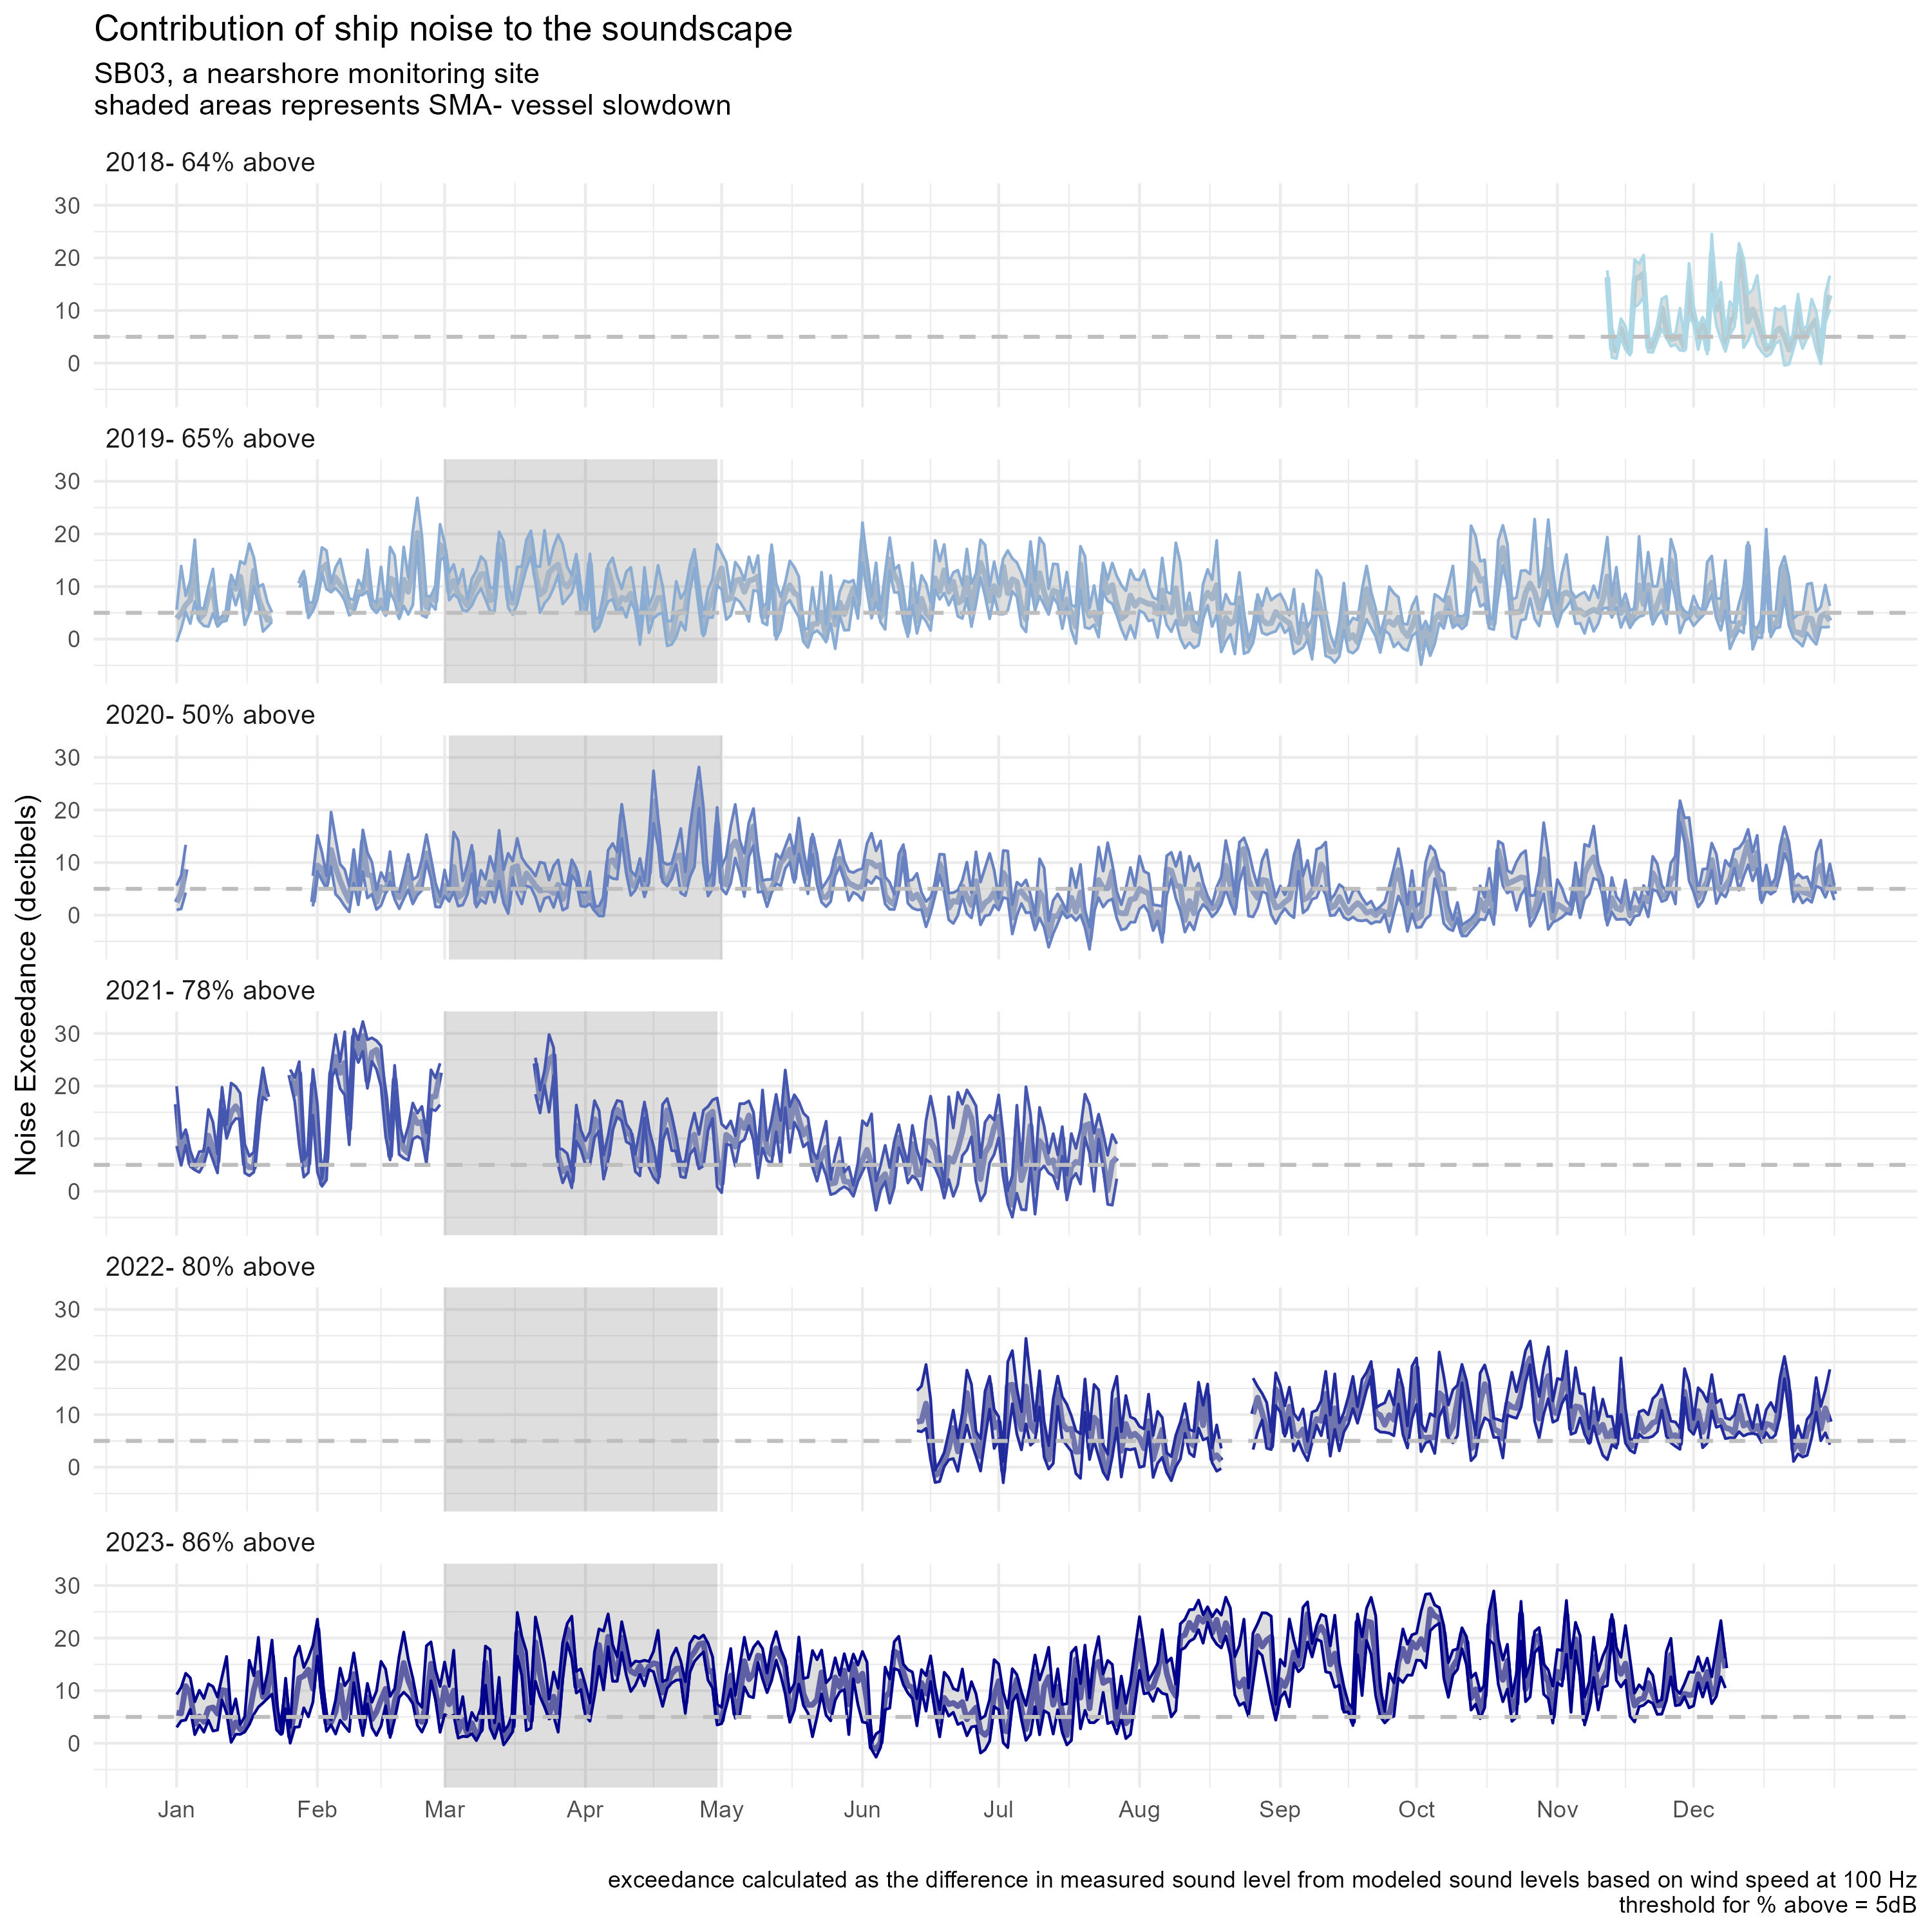 Contribution of ship noise to the soundscape
SB03, a nearshore monitoring site
shaded areas represents SMA- vessel slowdown
Noise Exceedance (decibels)
2018- 64% above
30
20
10
0
2019- 65% above
30
20
10
0
2020- 50% above
30
20
10
0
2021- 78% above
30
20
10
0
2022- 80% above
30
20
10
0
2023- 86% above
30
20
10
0
Jan Feb Mar Apr May Jun Jul Aug Sep Oct Nov Dec
exceedance calculated as the difference in measured sound level from modeled sound levels based on wind speed at 100 Hz
threshold for % above = 5dB